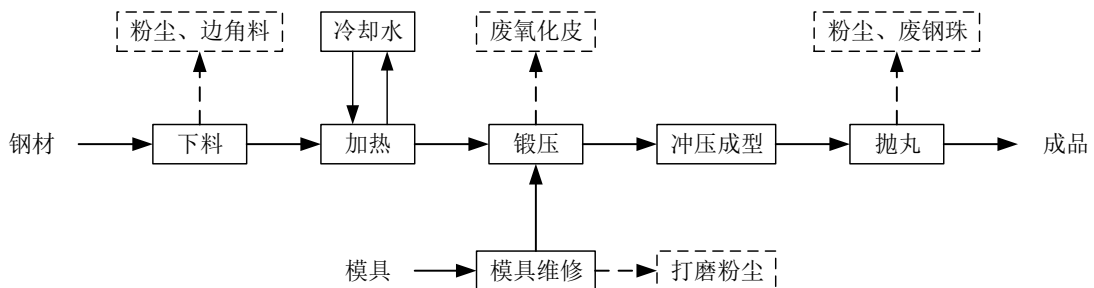 粉尘、边角料
冷却水
废氧化皮
粉尘、废钢珠
钢材
下料
加热
锻压
冲压成型
抛丸
成品
模具
模具维修
打磨粉尘